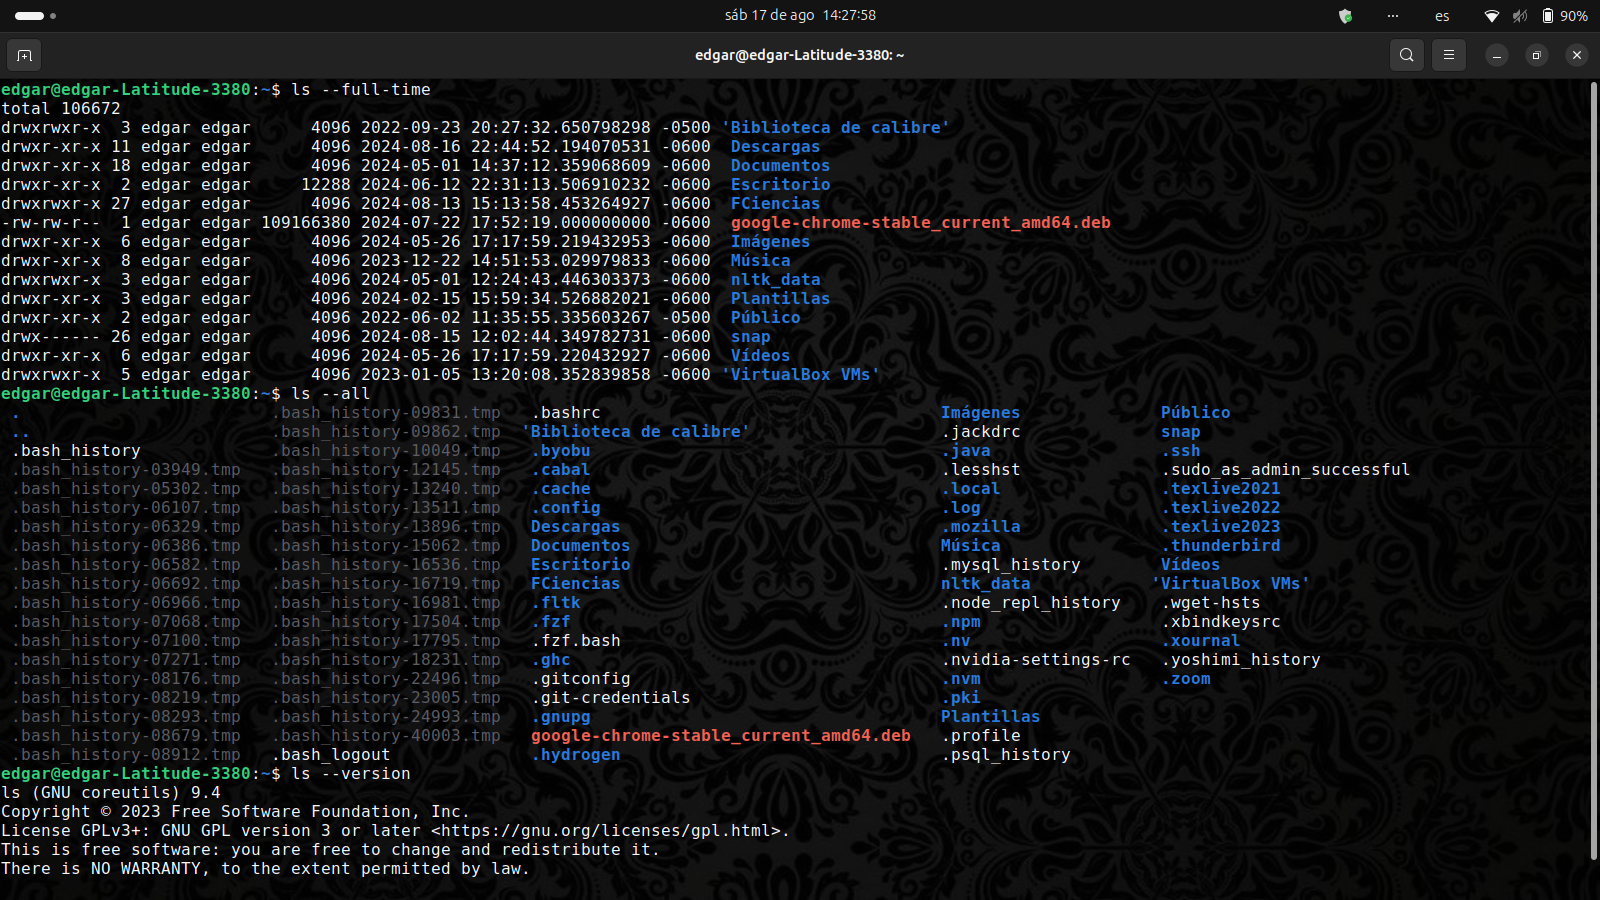 sáb 17 de ago 14:27:58
es
90%
edgar@edgar-Latitude-3380: ~
edgar@edgar-Latitude-3380:~$ ls --full-time
total 106672
drwxrwxr-x  3 edgar edgar      4096 2022-09-23 20:27:32.650798298 -0500 'Biblioteca de calibre'
drwxr-xr-x 11 edgar edgar      4096 2024-08-16 22:44:52.194070531 -0600  Descargas
drwxr-xr-x 18 edgar edgar      4096 2024-05-01 14:37:12.359068609 -0600  Documentos
drwxr-xr-x  2 edgar edgar     12288 2024-06-12 22:31:13.506910232 -0600  Escritorio
drwxrwxr-x 27 edgar edgar      4096 2024-08-13 15:13:58.453264927 -0600  FCiencias
-rw-rw-r--  1 edgar edgar 109166380 2024-07-22 17:52:19.000000000 -0600  google-chrome-stable_current_amd64.deb
drwxr-xr-x  6 edgar edgar      4096 2024-05-26 17:17:59.219432953 -0600  Imágenes
drwxr-xr-x  8 edgar edgar      4096 2023-12-22 14:51:53.029979833 -0600  Música
drwxrwxr-x  3 edgar edgar      4096 2024-05-01 12:24:43.446303373 -0600  nltk_data
drwxr-xr-x  3 edgar edgar      4096 2024-02-15 15:59:34.526882021 -0600  Plantillas
drwxr-xr-x  2 edgar edgar      4096 2022-06-02 11:35:55.335603267 -0500  Público
drwx------ 26 edgar edgar      4096 2024-08-15 12:02:44.349782731 -0600  snap
drwxr-xr-x  6 edgar edgar      4096 2024-05-26 17:17:59.220432927 -0600  Vídeos
drwxrwxr-x  5 edgar edgar      4096 2023-01-05 13:20:08.352839858 -0600 'VirtualBox VMs'
edgar@edgar-Latitude-3380:~$ ls --all
. .bash_history-09831.tmp .bashrc Imágenes Público
.. .bash_history-09862.tmp 'Biblioteca de calibre' .jackdrc snap
.bash_history .bash_history-10049.tmp .byobu .java .ssh
.bash_history-03949.tmp .bash_history-12145.tmp .cabal .lesshst .sudo_as_admin_successful
.bash_history-05302.tmp .bash_history-13240.tmp .cache .local .texlive2021
.bash_history-06107.tmp .bash_history-13511.tmp .config .log .texlive2022
.bash_history-06329.tmp .bash_history-13896.tmp Descargas .mozilla .texlive2023
.bash_history-06386.tmp .bash_history-15062.tmp Documentos Música .thunderbird
.bash_history-06582.tmp .bash_history-16536.tmp Escritorio .mysql_history Vídeos
.bash_history-06692.tmp .bash_history-16719.tmp FCiencias nltk_data 'VirtualBox VMs'
.bash_history-06966.tmp .bash_history-16981.tmp .fltk .node_repl_history .wget-hsts
.bash_history-07068.tmp .bash_history-17504.tmp .fzf .npm .xbindkeysrc
.bash_history-07100.tmp .bash_history-17795.tmp .fzf.bash .nv .xournal
.bash_history-07271.tmp .bash_history-18231.tmp .ghc .nvidia-settings-rc .yoshimi_history
.bash_history-08176.tmp .bash_history-22496.tmp .gitconfig .nvm .zoom
.bash_history-08219.tmp .bash_history-23005.tmp .git-credentials .pki
.bash_history-08293.tmp .bash_history-24993.tmp .gnupg Plantillas
.bash_history-08679.tmp .bash_history-40003.tmp google-chrome-stable_current_amd64.deb .profile
.bash_history-08912.tmp .bash_logout .hydrogen .psql_history
edgar@edgar-Latitude-3380:~$ ls --version
ls (GNU coreutils) 9.4
Copyright © 2023 Free Software Foundation, Inc.
License GPLv3+: GNU GPL version 3 or later <https://gnu.org/licenses/gpl.html>.
This is free software: you are free to change and redistribute it.
There is NO WARRANTY, to the extent permitted by law.